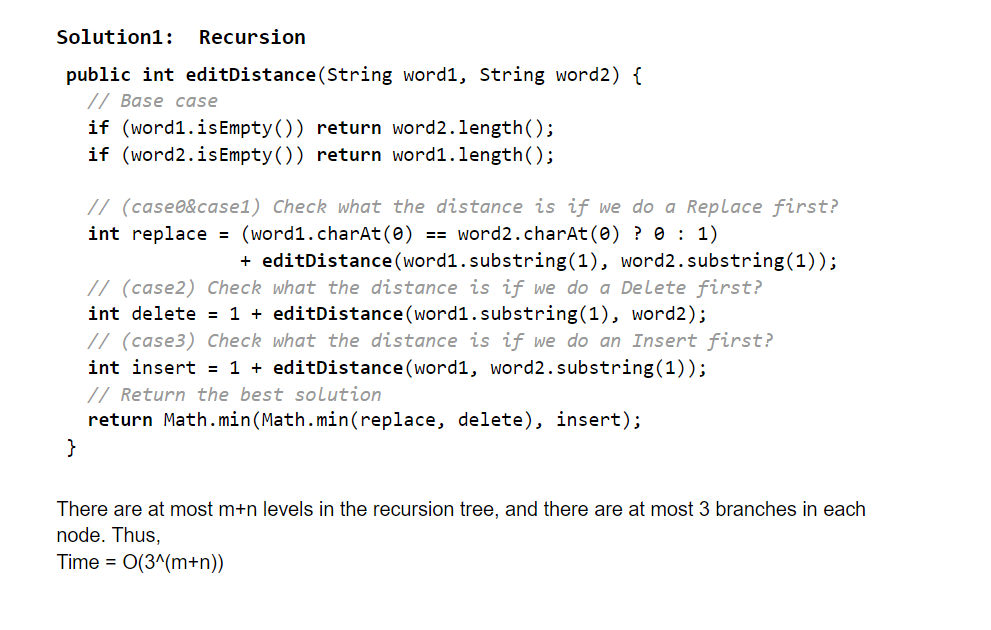 Solution1:  Recursion
public int editDistance(String word1, String word2) {
  // Base case
  if (word1.isEmpty()) return word2.length();
  if (word2.isEmpty()) return word1.length();

  // (case0&case1) Check what the distance is if we do a Replace first?
  int replace = (word1.charAt(0) == word2.charAt(0) ? 0 : 1)
                + editDistance(word1.substring(1), word2.substring(1));
  // (case2) Check what the distance is if we do a Delete first?
  int delete = 1 + editDistance(word1.substring(1), word2);
  // (case3) Check what the distance is if we do an Insert first?
  int insert = 1 + editDistance(word1, word2.substring(1));
  // Return the best solution
  return Math.min(Math.min(replace, delete), insert);
}

There are at most m+n levels in the recursion tree, and there are at most 3 branches in each
node. Thus,
Time = O(3^(m+n))